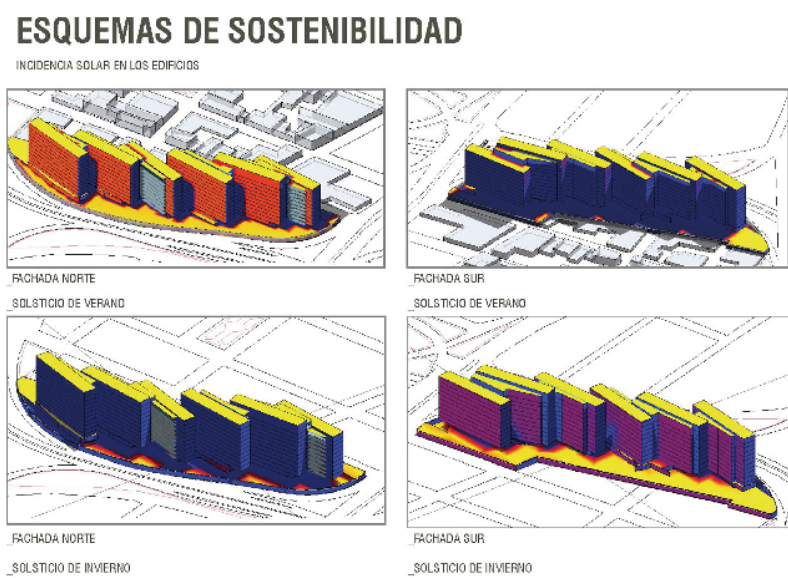 ESQUEMAS DE SOSTENIBILIDAD
INCIDENCIA SOLAR EN LOS EDIFICIOS
_FACHADA NORTE
_SOLSTICIO DE VERANO
_FACHADA SUR
_SOLSTICIO DE VERANO
_FACHADA NORTE
_SOLSTICIO DE INVIERNO
_FACHADA SUR
_SOLSTICIO DE INVIERNO